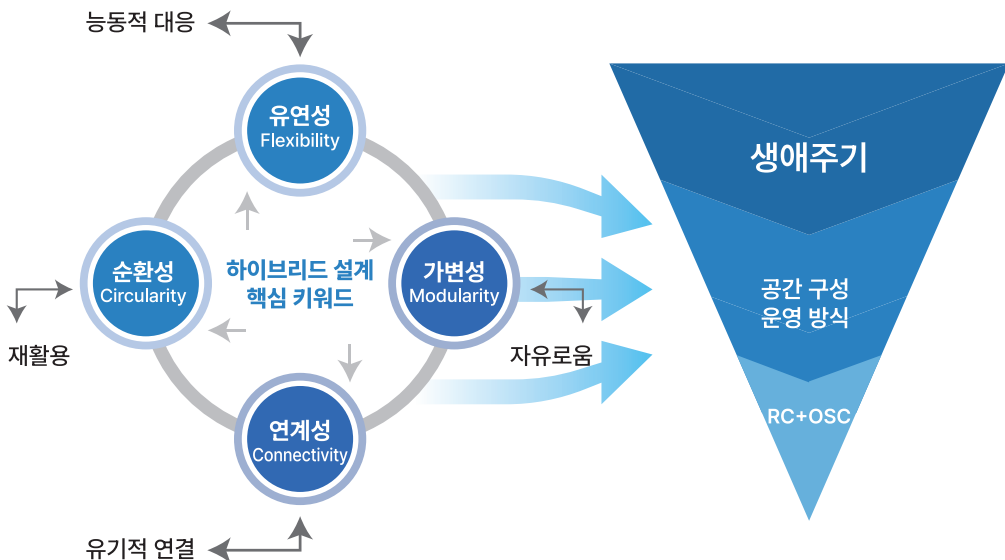 능동적 대응
유연성
Flexibility
순환성
Circularity
하이브리드 설계
핵심 키워드
가변성
Modularity
재활용
자유로움
연계성
Connectivity
유기적 연결
생애주기
공간 구성
운영 방식
RC+OSC